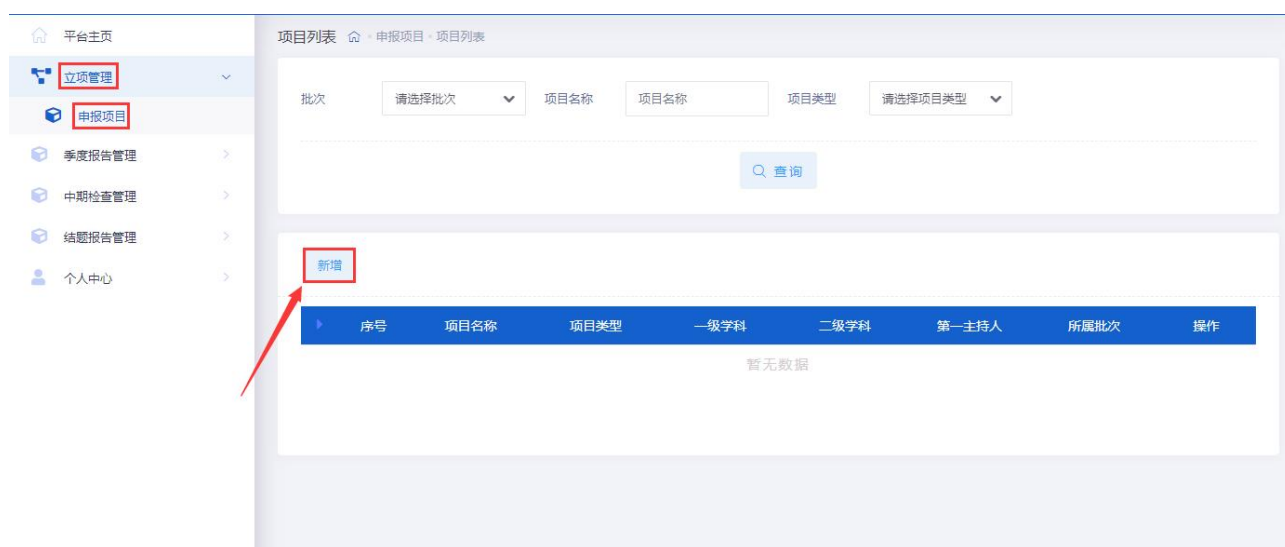 平台主页
立项管理
申报项目
季度报告管理
中期检查管理
结题报告管理
个人中心
项目列表 申报项目 项目列表
批次 请选择批次 项目名称 项目名称 项目类型 请选择项目类型
查询
新增
序号 项目名称 项目类型 一级学科 二级学科 第一主持人 所属批次 操作
暂无数据